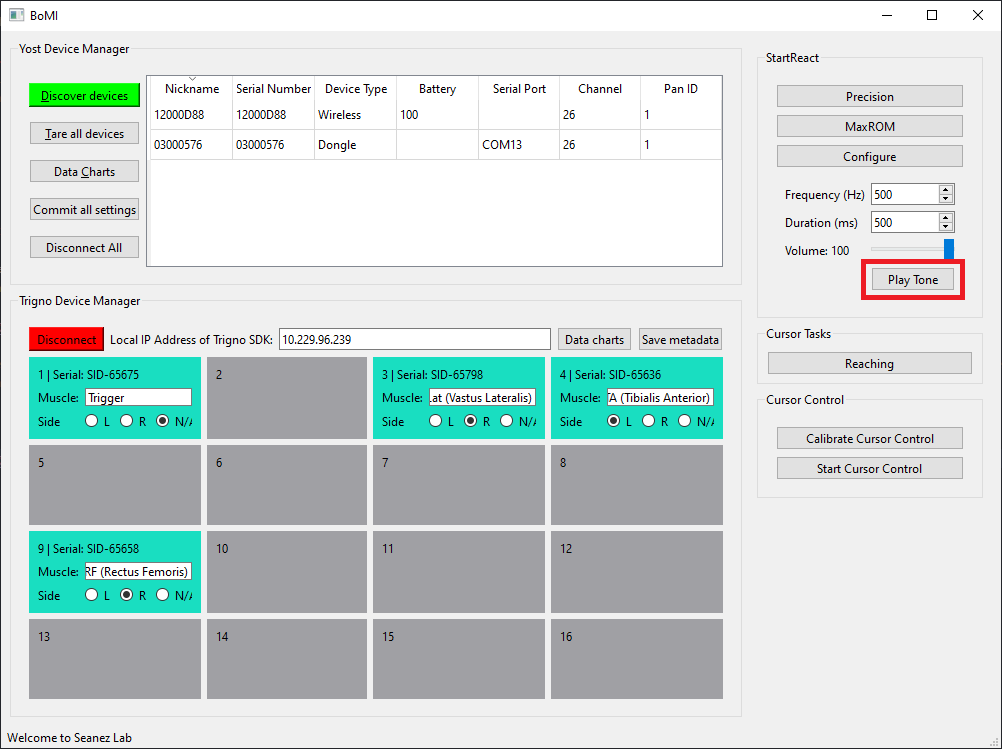 BoMI
Yost Device Manager
Discover devices
Tare all devices
Data Charts
Commit all settings
Disconnect All
Nickname Serial Number Device Type Battery Serial Port Channel Pan ID
12000D88 12000D88 Wireless 100 26 1
03000576 03000576 Dongle COM13 26 1
StartReact
Precision
MaxROM
Configure
Frequency (Hz) 500
Duration (ms) 500
Volume: 100
Play Tone
Trigno Device Manager
Disconnect Local IP Address of Trigno SDK: 10.229.96.239 Data charts Save metadata
1 | Serial: SID-65675
Muscle: Trigger
Side L R N/A
2
3 | Serial: SID-65798
Muscle: Lat (Vastus Lateralis)
Side L R N/A
4 | Serial: SID-65636
Muscle: TA (Tibialis Anterior)
Side L R N/A
5
6
7
8
9 | Serial: SID-65658
Muscle: RF (Rectus Femoris)
Side L R N/A
10
11
12
13
14
15
16
Cursor Tasks
Reaching
Cursor Control
Calibrate Cursor Control
Start Cursor Control
Welcome to Seanez Lab